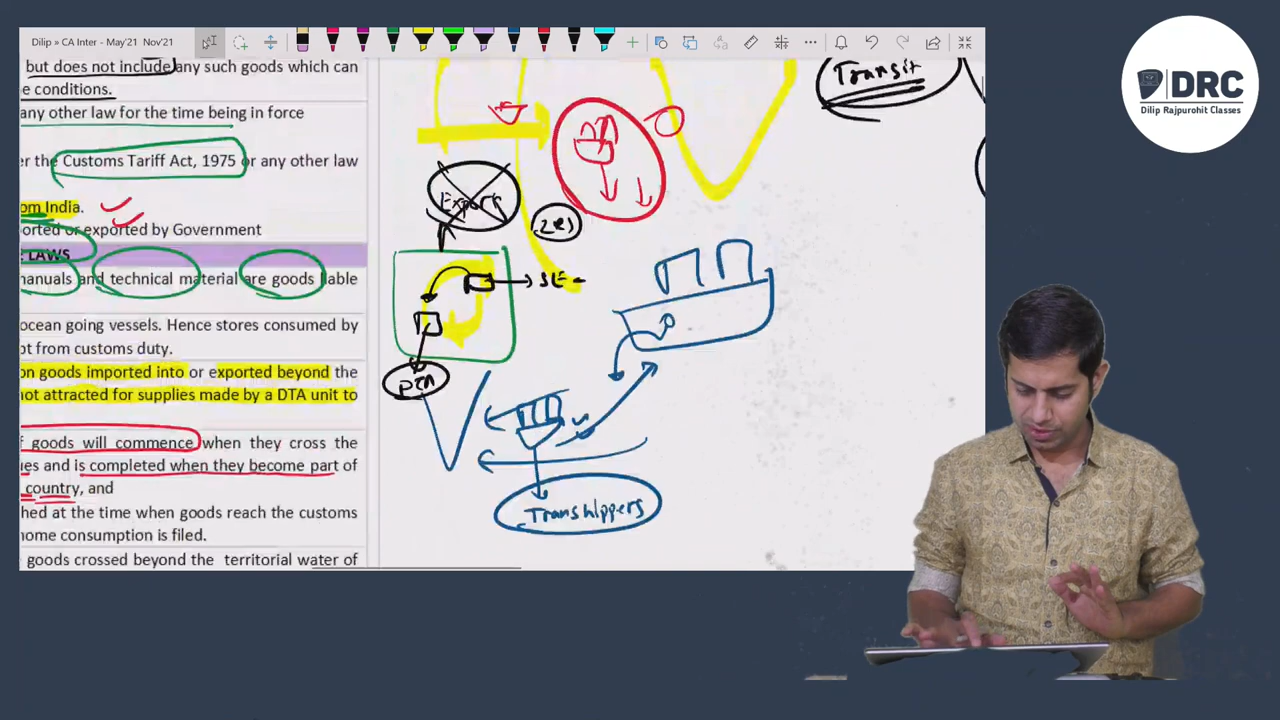 Dilip » CA Inter - May'21 Nov'21
but does not include any such goods which can
e conditions.
any other law for the time being in force
er the Customs Tariff Act, 1975 or any other law
om India.
ported or exported by Government
LAWS
manuals and technical material are goods liable
ocean going vessels. Hence stores consumed by
pt from customs duty.
on goods imported into or exported beyond the
not attracted for supplies made by a DTA unit to
f goods will commence when they cross the
ues and is completed when they become part of
country, and
hed at the time when goods reach the customs
home consumption is filed.
goods crossed beyond the territorial water of
Transit
Export
DTA
Transhippers
DRC
Dilip Rajpurohit Classes